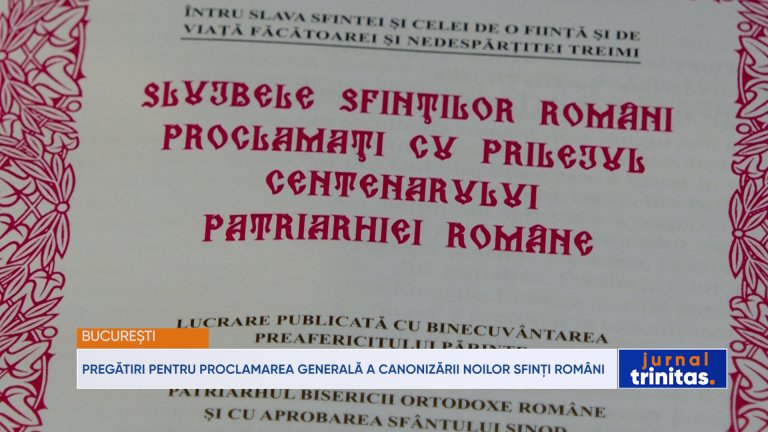 ÎNTRU SLAVA SFINTEI ȘI CELEI DE O FIINȚĂ ȘI DE
VIAȚĂ FĂCĂTOAREI ȘI NEDESPĂRȚITEI TREIMI
SLUJBELE SFINȚILOR ROMÂNI
PROCLAMAȚI CU PRILEJUL
CENTENARULUI
PATRIARHIEI ROMÂNE
LUCRARE PUBLICATĂ CU BINECUVÂNTAREA
PREAFERICITULUI PĂRINTE
BUCUREȘTI
PREGĂTIRI PENTRU PROCLAMAREA GENERALĂ A CANONIZĂRII NOILOR SFINȚI ROMÂNI
jurnal
trinitas.
PATRIARHUL BISERICII ORTODOXE ROMÂNE
ȘI CU APROBAREA SFÂNTULUI SINOD